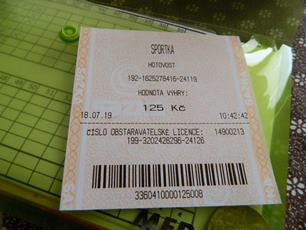 SPORTKA
HOTOVOST
192-1625278416-24119
HODNOTA VÝHRY:
125 Kč
18.07.19 10:42:42
ČÍSLO OBSTARAVATELSKÉ LICENCE: 14900213
199-3202426296-24126
3360410000125008